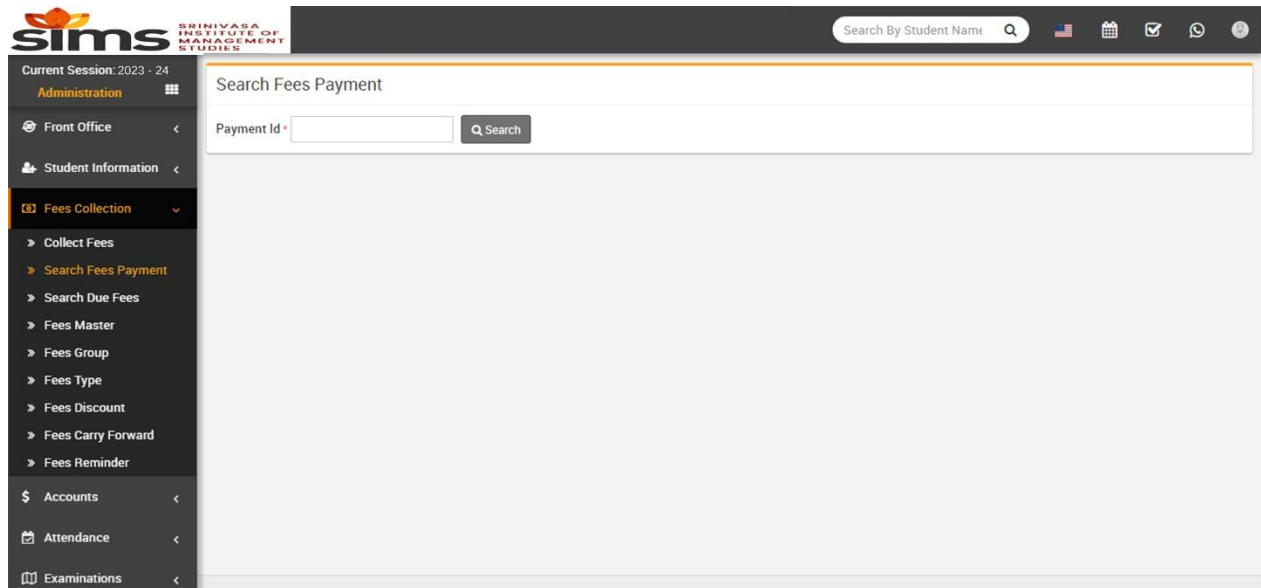 sims
SRINIVASA
INSTITUTE OF
MANAGEMENT
STUDIES
Search By Student Name
Current Session: 2023 - 24
Administration
Front Office
Student Information
Fees Collection
Collect Fees
Search Fees Payment
Search Due Fees
Fees Master
Fees Group
Fees Type
Fees Discount
Fees Carry Forward
Fees Reminder
$ Accounts
Attendance
Examinations
Search Fees Payment
Payment Id *
Search